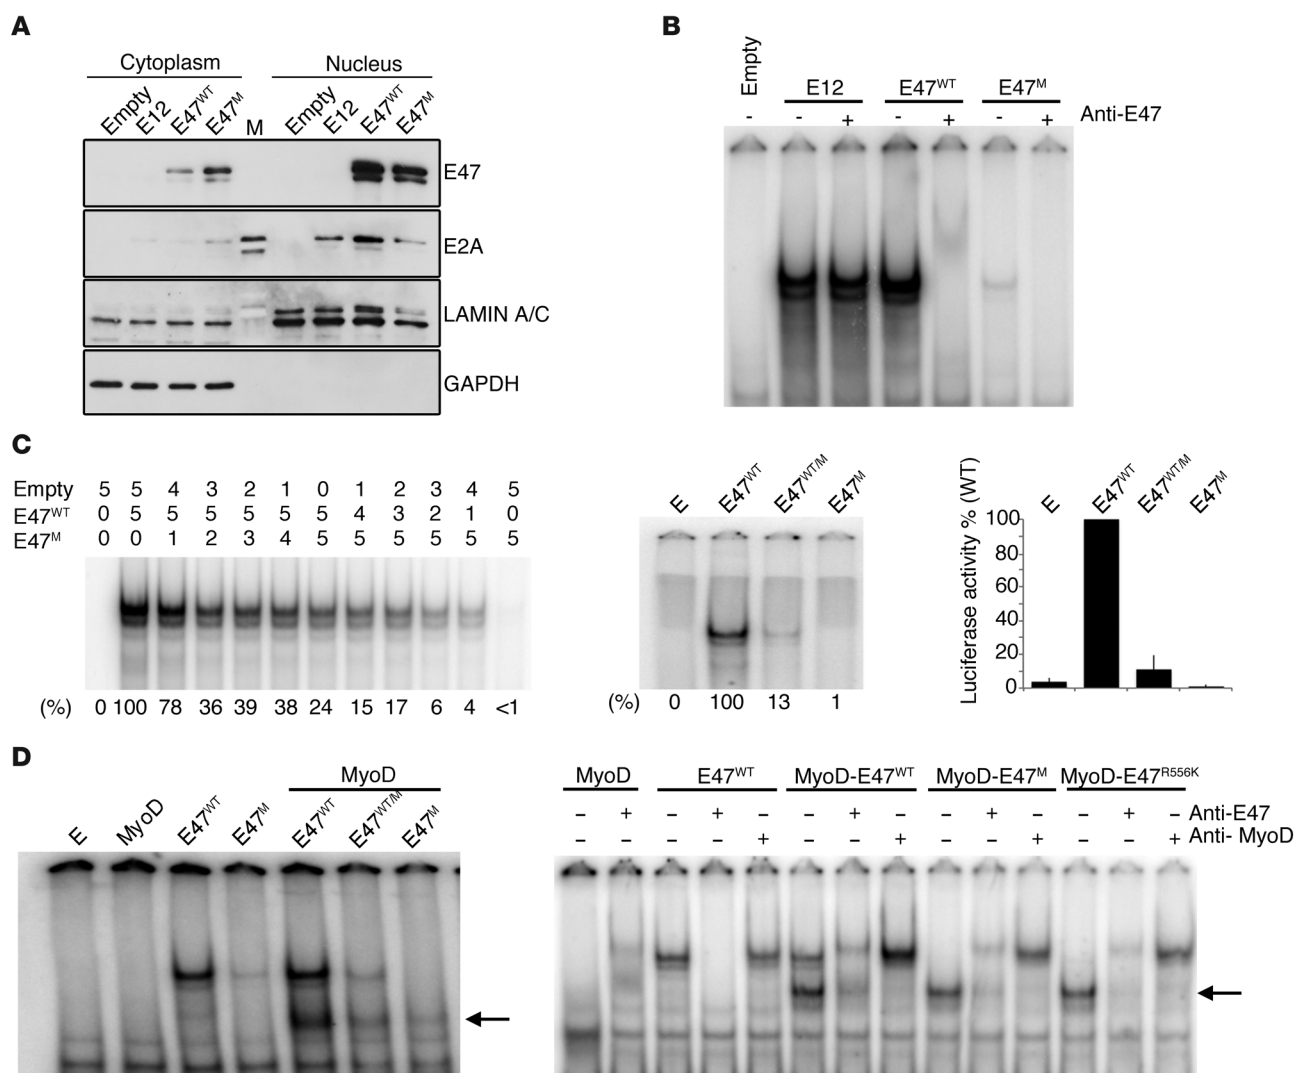 A
Cytoplasm Nucleus
Empty E12 E47WT E47M M Empty E12 E47WT E47M
E47
E2A
LAMIN A/C
GAPDH
B
Empty
E12 E47WT E47M
- - + - + - + Anti-E47
C
Empty 5 5 4 3 2 1 0 1 2 3 4 5
E47WT 0 5 5 5 5 5 5 4 3 2 1 0
E47M 0 0 1 2 3 4 5 5 5 5 5 5
(%) 0 100 78 36 39 38 24 15 17 6 4 <1
E E47WT E47WT/M E47M
(%) 0 100 13 1
Luciferase activity % (WT)
E E47WT E47WT/M E47M
100
80
60
40
20
0
D
MyoD
E MyoD E47WT E47M E47WT E47WT/M E47M
MyoD E47WT MyoD-E47WT MyoD-E47M MyoD-E47R556K
- + - + - + - + - + Anti-E47
- - - + - + - + - + Anti- MyoD